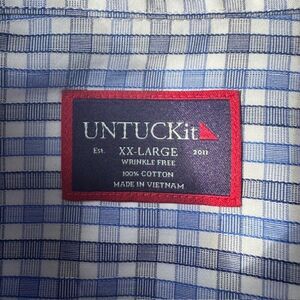 UNTUCKit
Est. XX-LARGE 2011
WRINKLE FREE
100% COTTON
MADE IN VIETNAM